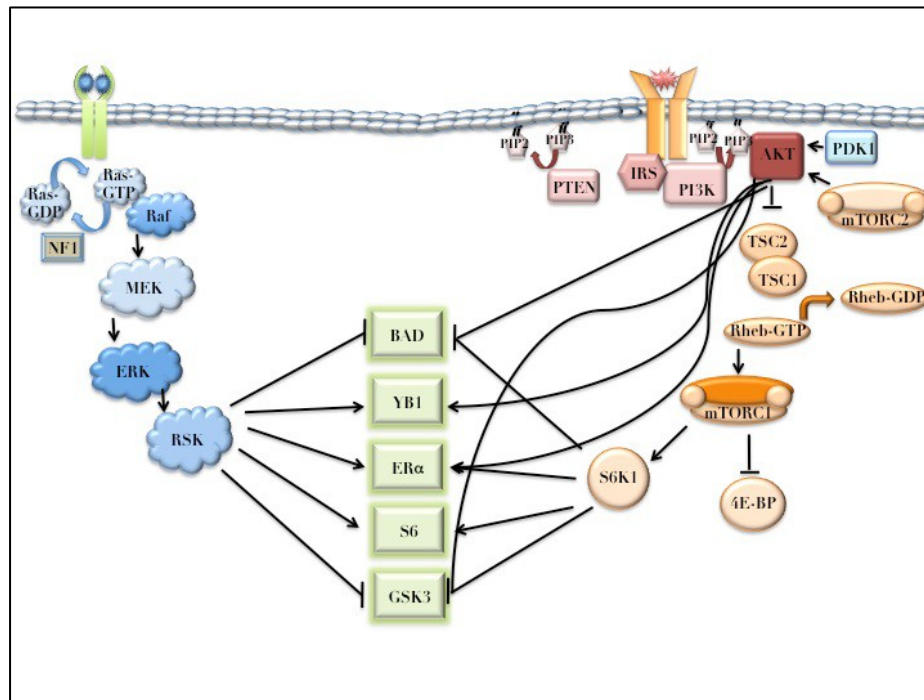 PIP2
PIP3
PTEN
IRS
PI3K
PIP2
PIP3
AKT
PDK1
mTORC2
Ras-
GDP
Ras-
GTP
Raf
NF1
MEK
ERK
RSK
BAD
YB1
ERα
S6
GSK3
TSC2
TSC1
Rheb-GTP
Rheb-GDP
mTORC1
S6K1
4E-BP